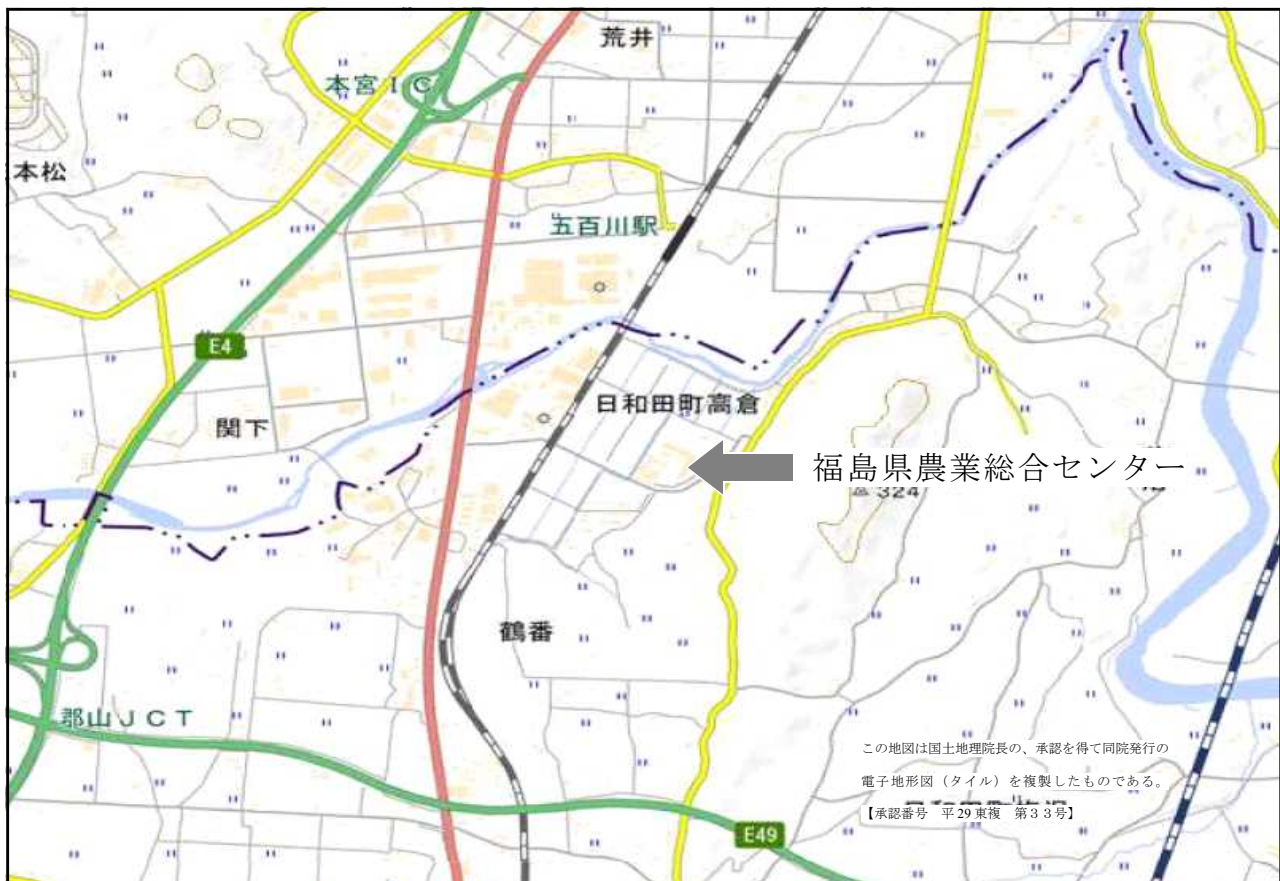 荒井
本宮IC
本松
五百川駅
E4
日和田町高倉
関下
福島県農業総合センター
324
鶴番
郡山JCT
この地図は国土地理院長の、承認を得て同院発行の
電子地形図（タイル）を複製したものである。
【承認番号　平29東複　第33号】
E49